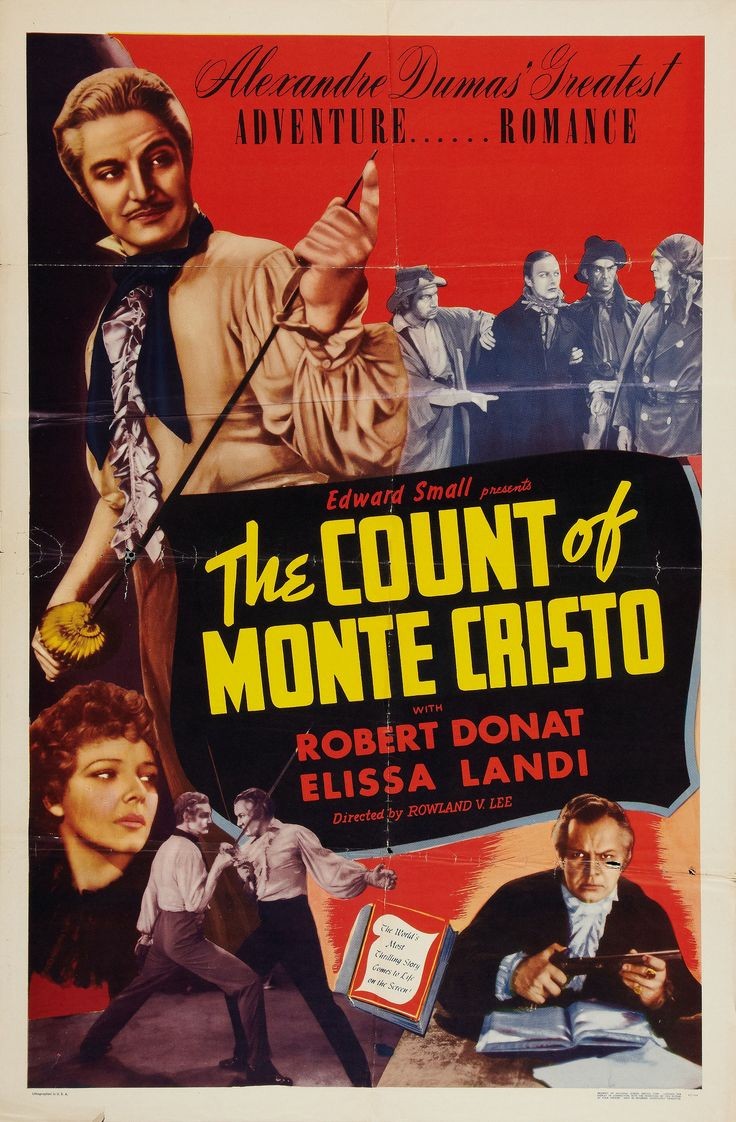 Alexandre Dumas' Greatest
ADVENTURE......ROMANCE
Edward Small presents
The COUNT of
MONTE CRISTO
WITH
ROBERT DONAT
ELISSA LANDI
Directed by ROWLAND V. LEE
The World's
Most
Thrilling Story
Comes to Life
on the Screen!
Lithographed in U.S.A.